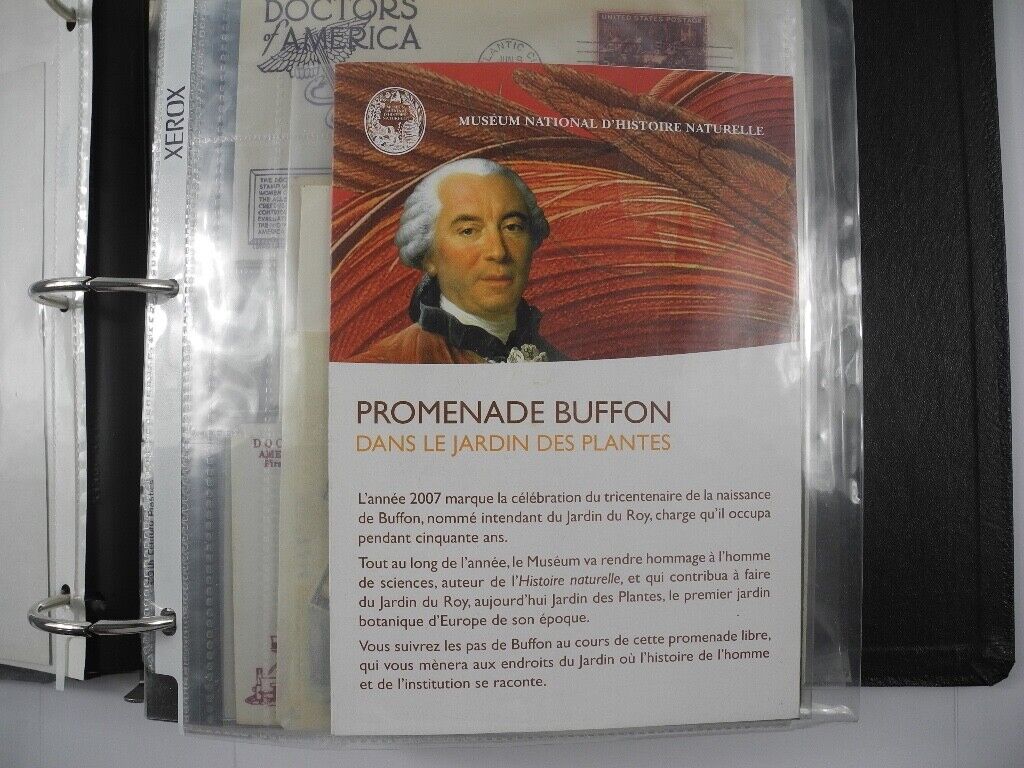 DOCTORS
of AMERICA
UNITED STATES POSTAGE
XEROX
MUSÉUM NATIONAL D'HISTOIRE NATURELLE
PROMENADE BUFFON
DANS LE JARDIN DES PLANTES
L'année 2007 marque la célébration du tricentenaire de la naissance
de Buffon, nommé intendant du Jardin du Roy, charge qu'il occupa
pendant cinquante ans.
Tout au long de l'année, le Muséum va rendre hommage à l'homme
de sciences, auteur de l'Histoire naturelle, et qui contribua à faire
du Jardin du Roy, aujourd'hui Jardin des Plantes, le premier jardin
botanique d'Europe de son époque.
Vous suivrez les pas de Buffon au cours de cette promenade libre,
qui vous mènera aux endroits du Jardin où l'histoire de l'homme
et de l'institution se raconte.